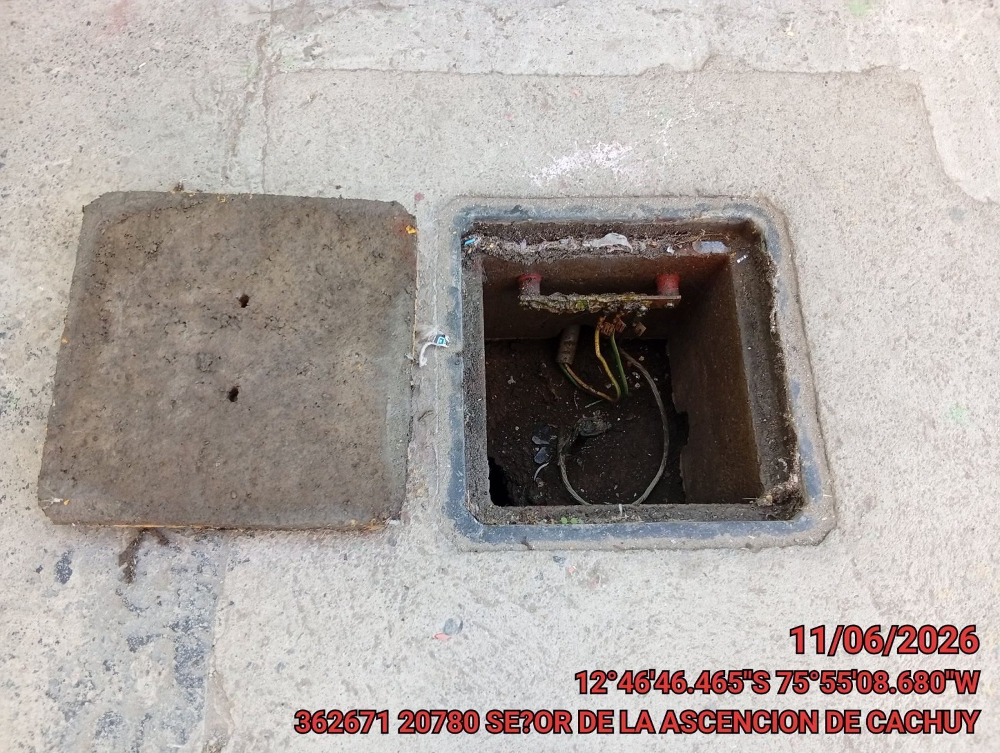 11/06/2026
12°46'46.465"S 75°55'08.680"W
362671 20780 SE?OR DE LA ASCENCION DE CACHUY